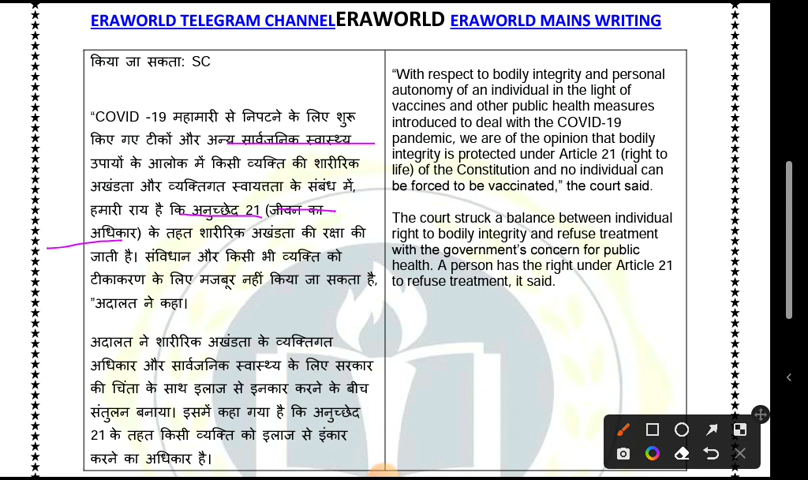 ERAWORLD TELEGRAM CHANNELERAWORLD ERAWORLD MAINS WRITING
किया जा सकता: SC
“COVID -19 महामारी से निपटने के लिए शुरू
किए गए टीकों और अन्य सार्वजनिक स्वास्थ्य
उपायों के आलोक में किसी व्यक्ति की शारीरिक
अखंडता और व्यक्तिगत स्वायत्तता के संबंध में,
हमारी राय है कि अनुच्छेद 21 (जीवन का
अधिकार) के तहत शारीरिक अखंडता की रक्षा की
जाती है। संविधान और किसी भी व्यक्ति को
टीकाकरण के लिए मजबूर नहीं किया जा सकता है,
"अदालत ने कहा।
अदालत ने शारीरिक अखंडता के व्यक्तिगत
अधिकार और सार्वजनिक स्वास्थ्य के लिए सरकार
की चिंता के साथ इलाज से इनकार करने के बीच
संतुलन बनाया। इसमें कहा गया है कि अनुच्छेद
21 के तहत किसी व्यक्ति को इलाज से इंकार
करने का अधिकार है।
“With respect to bodily integrity and personal
autonomy of an individual in the light of
vaccines and other public health measures
introduced to deal with the COVID-19
pandemic, we are of the opinion that bodily
integrity is protected under Article 21 (right to
life) of the Constitution and no individual can
be forced to be vaccinated,” the court said.
The court struck a balance between individual
right to bodily integrity and refuse treatment
with the government’s concern for public
health. A person has the right under Article 21
to refuse treatment, it said.